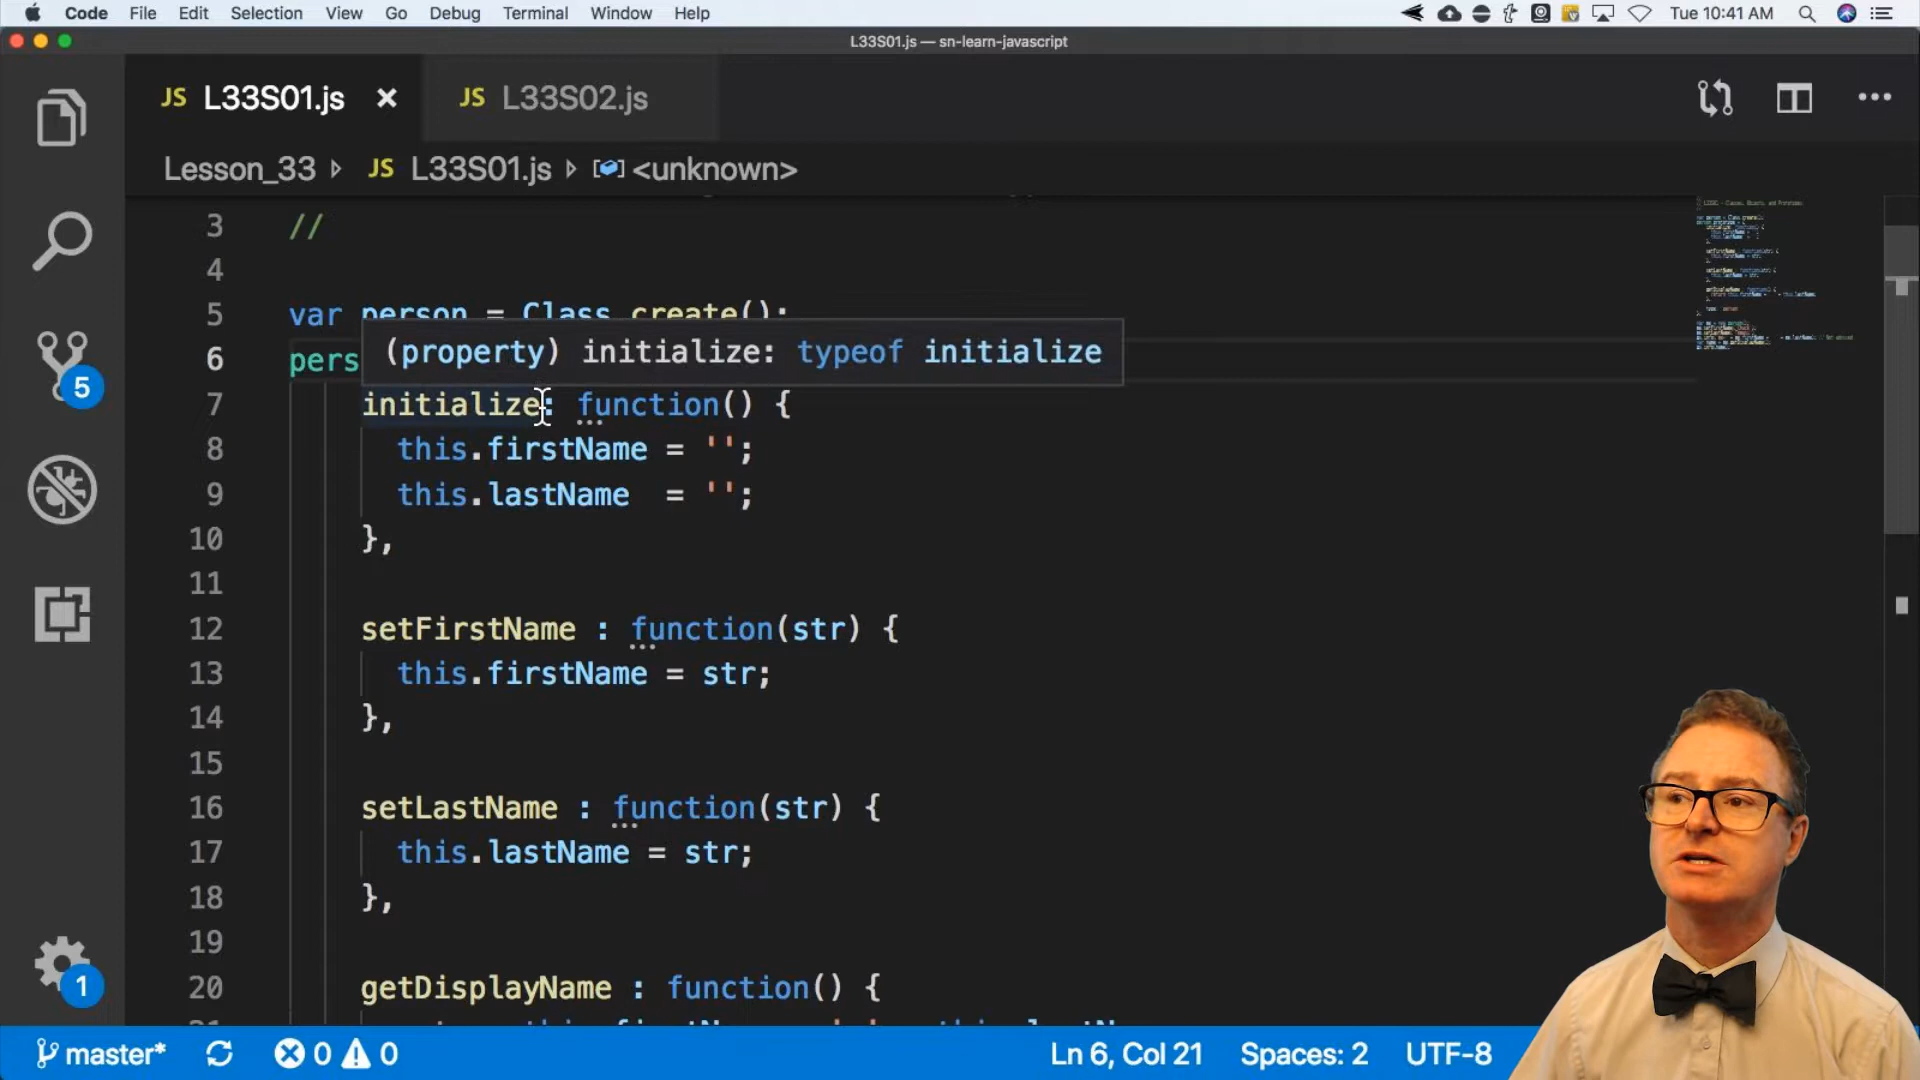 Code File Edit Selection View Go Debug Terminal Window Help Tue 10:41 AM
L33S01.js — sn-learn-javascript
JS L33S01.js × JS L33S02.js
Lesson_33 JS L33S01.js <unknown>
3 //
4
5 var person = Class.create();
6 pers
(property) initialize: typeof initialize
7 initialize: function() {
8 this.firstName = '';
9 this.lastName = '';
10 },
11
12 setFirstName : function(str) {
13 this.firstName = str;
14 },
15
16 setLastName : function(str) {
17 this.lastName = str;
18 },
19
20 getDisplayName : function() {
5
1
master* 0 0 Ln 6, Col 21 Spaces: 2 UTF-8